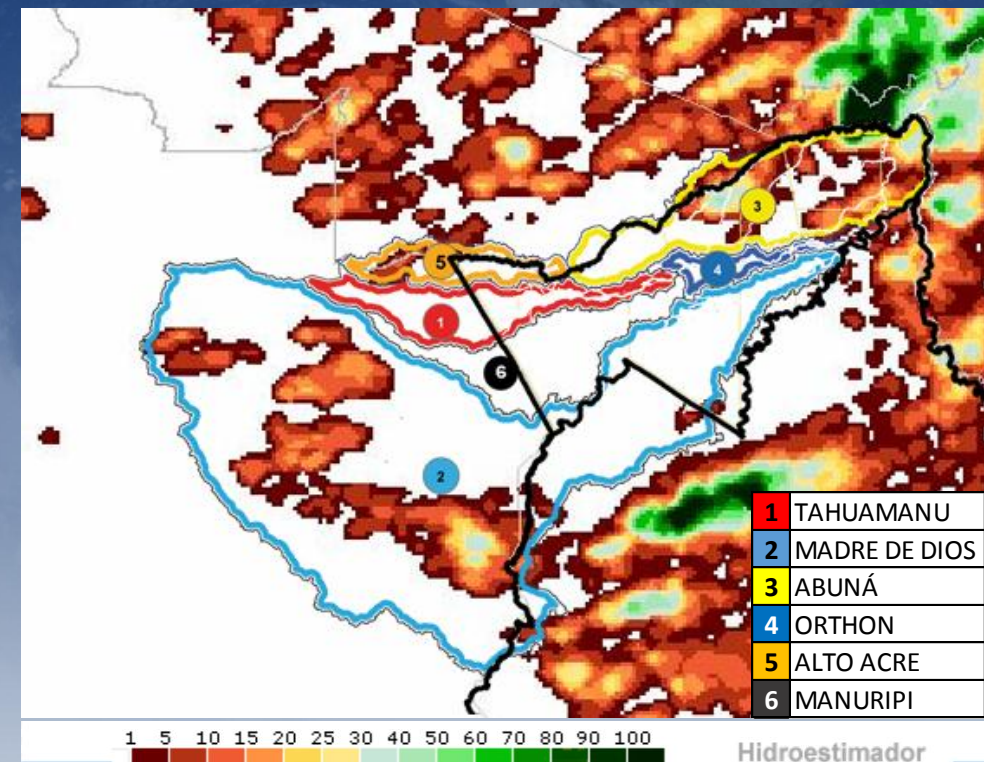 3
5
4
1
6
2
1 TAHUAMANU
2 MADRE DE DIOS
3 ABUNÁ
4 ORTHON
5 ALTO ACRE
6 MANURIPI
1 5 10 15 20 25 30 40 50 60 70 80 90 100
Hidroestimador